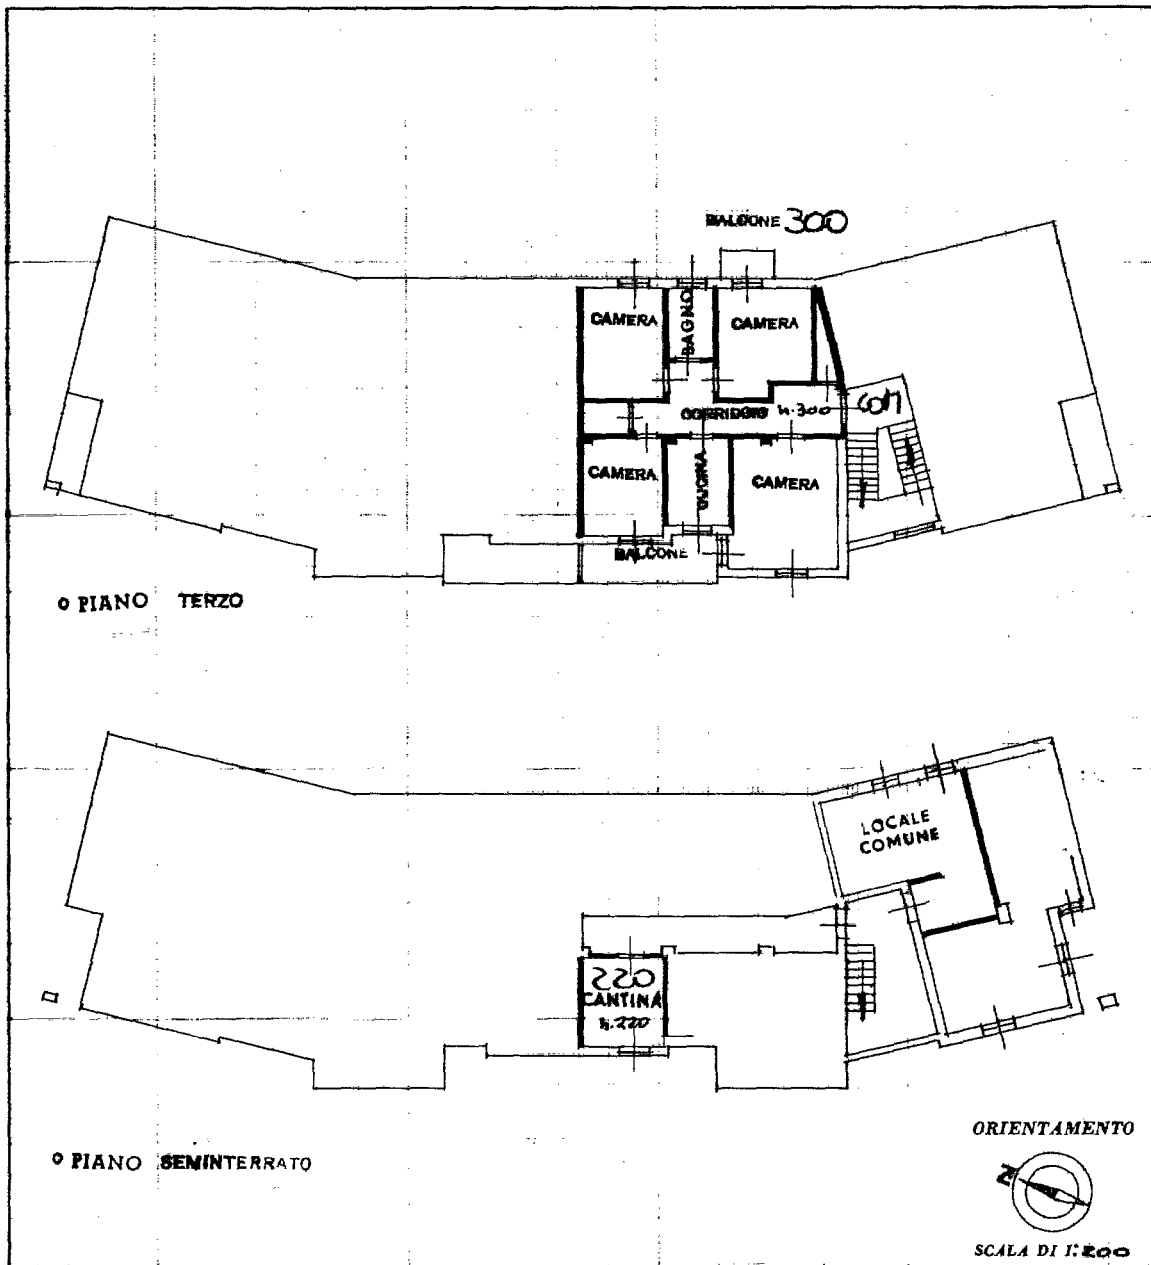 BALCONE 300
CAMERA
BAGNO
CAMERA
CORRIDOIO h.300
COM
CAMERA
CUCINA
CAMERA
BALCONE
PIANO TERZO
LOCALE
COMUNE
220
CANTINA
h.220
PIANO SEMINTERRATO
ORIENTAMENTO
N
SCALA DI 1:200